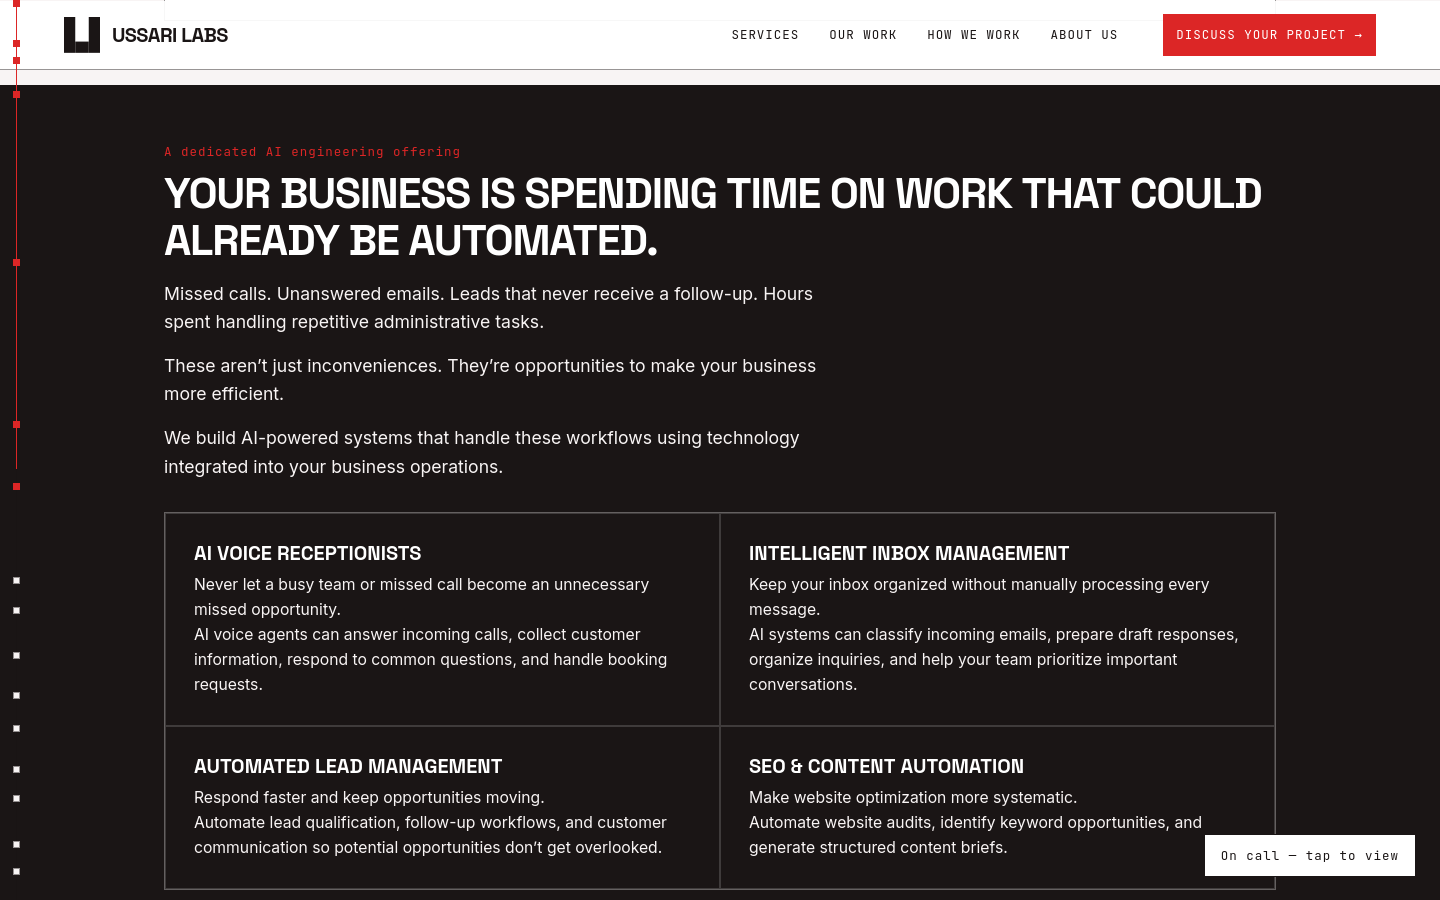 USSARI LABS
SERVICES
OUR WORK
HOW WE WORK
ABOUT US
DISCUSS YOUR PROJECT →
A dedicated AI engineering offering
YOUR BUSINESS IS SPENDING TIME ON WORK THAT COULD
ALREADY BE AUTOMATED.
Missed calls. Unanswered emails. Leads that never receive a follow-up. Hours
spent handling repetitive administrative tasks.
These aren’t just inconveniences. They’re opportunities to make your business
more efficient.
We build AI-powered systems that handle these workflows using technology
integrated into your business operations.
AI VOICE RECEPTIONISTS
Never let a busy team or missed call become an unnecessary
missed opportunity.
AI voice agents can answer incoming calls, collect customer
information, respond to common questions, and handle booking
requests.
INTELLIGENT INBOX MANAGEMENT
Keep your inbox organized without manually processing every
message.
AI systems can classify incoming emails, prepare draft responses,
organize inquiries, and help your team prioritize important
conversations.
AUTOMATED LEAD MANAGEMENT
Respond faster and keep opportunities moving.
Automate lead qualification, follow-up workflows, and customer
communication so potential opportunities don’t get overlooked.
SEO & CONTENT AUTOMATION
Make website optimization more systematic.
Automate website audits, identify keyword opportunities, and
generate structured content briefs.
On call — tap to view